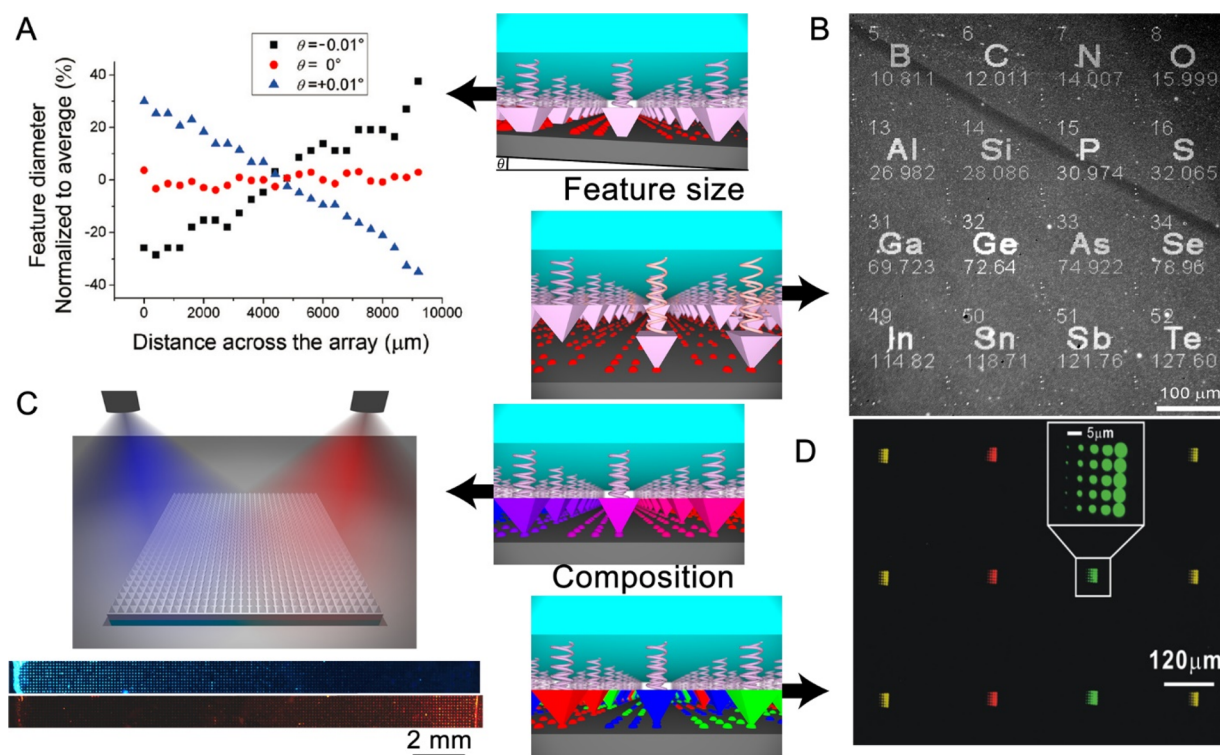 A
θ=-0.01°
θ= 0°
θ=+0.01°
40
20
0
-20
-40
0
2000
4000
6000
8000
10000
Feature diameter
Normalized to average (%)
Distance across the array (μm)
θ
Feature size
B
5 6 7 8
B C N O
10.811 12.011 14.007 15.999
13 14 15 16
Al Si P S
26.982 28.086 30.974 32.065
31 32 33 34
Ga Ge As Se
69.723 72.64 74.922 78.96
49 50 51 52
In Sn Sb Te
114.82 118.71 121.76 127.60
100 μm
C
2 mm
Composition
D
5μm
120μm